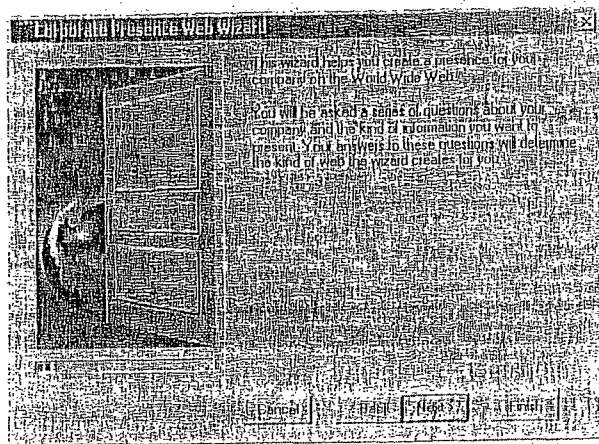 Corporate Presence Web Wizard
This wizard helps you create a presence for your
company on the World Wide Web.
You will be asked a series of questions about your
company and the kind of information you want to
present. Your answers to these questions will determine
the kind of web the wizard creates for you.
Cancel < Back Next > Finish